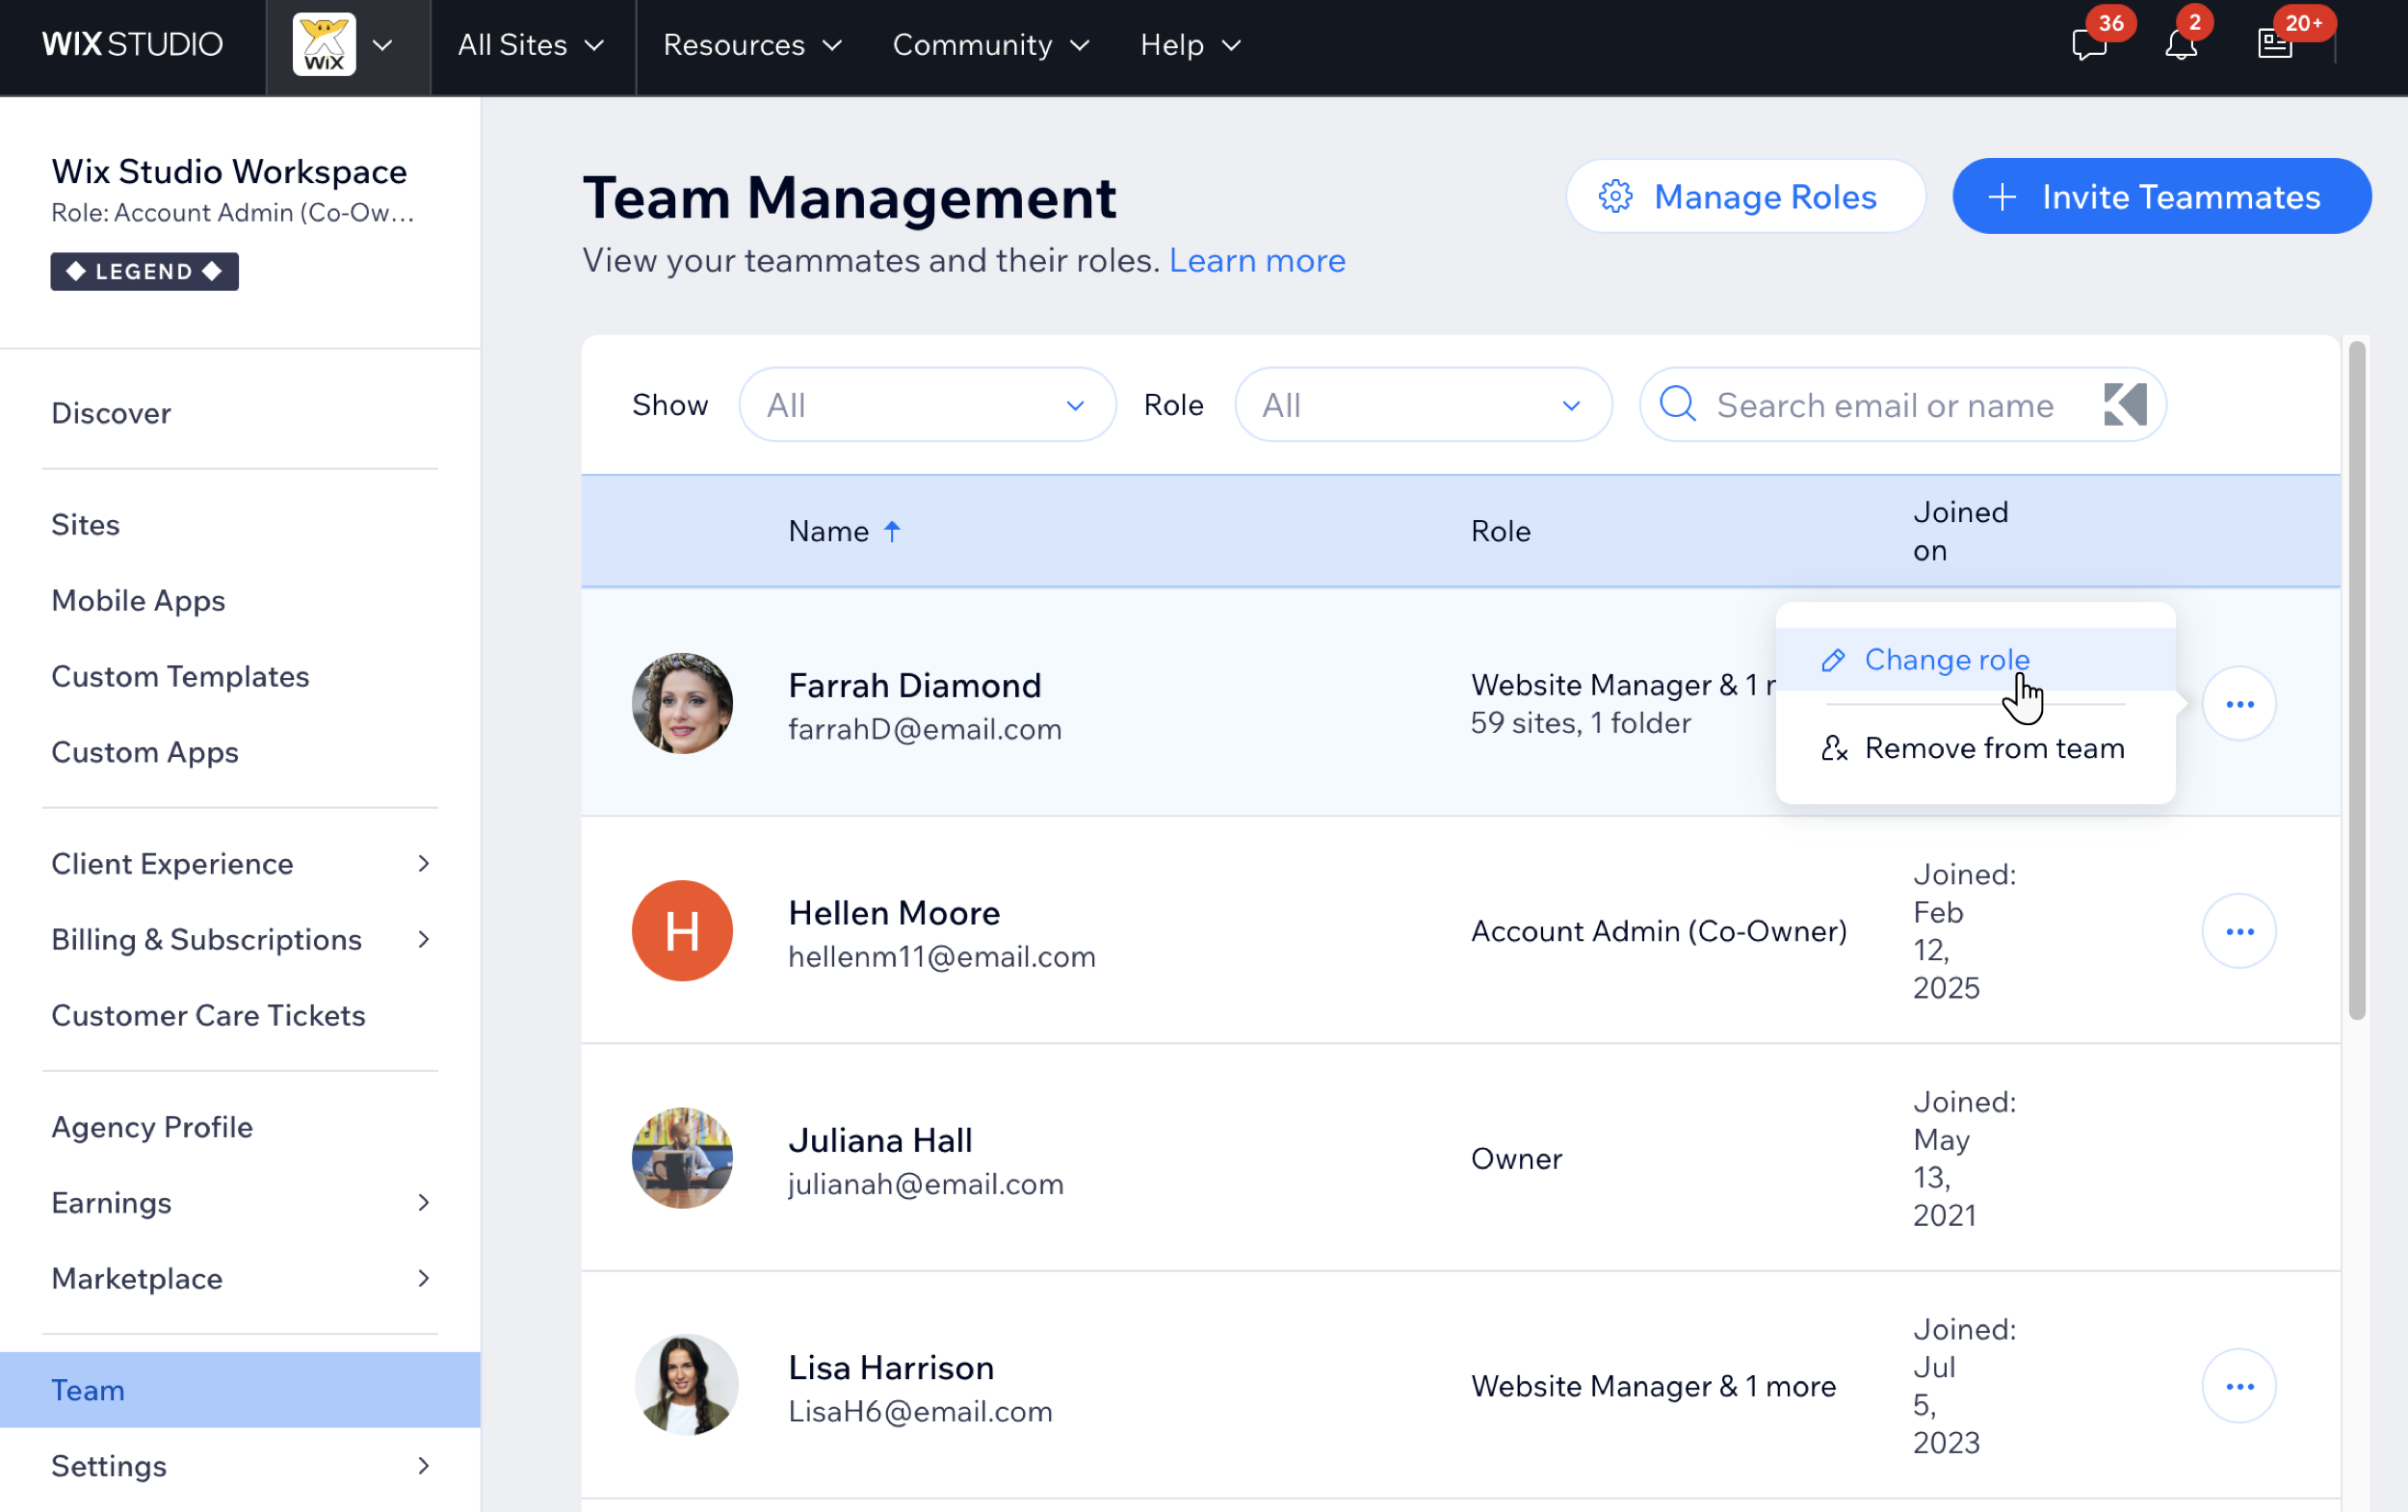 WIX STUDIO
WiX
All Sites
Resources
Community
Help
36
2
20+
Wix Studio Workspace
Role: Account Admin (Co-Ow...
LEGEND
Discover
Sites
Mobile Apps
Custom Templates
Custom Apps
Client Experience
Billing & Subscriptions
Customer Care Tickets
Agency Profile
Earnings
Marketplace
Team
Settings
Team Management
View your teammates and their roles. Learn more
Manage Roles
Invite Teammates
Show
All
Role
All
Search email or name
Name
Role
Joined
on
Farrah Diamond
farrahD@email.com
Website Manager & 1
59 sites, 1 folder
Change role
Remove from team
H
Hellen Moore
hellenm11@email.com
Account Admin (Co-Owner)
Joined:
Feb
12,
2025
Juliana Hall
julianah@email.com
Owner
Joined:
May
13,
2021
Lisa Harrison
LisaH6@email.com
Website Manager & 1 more
Joined:
Jul
5,
2023